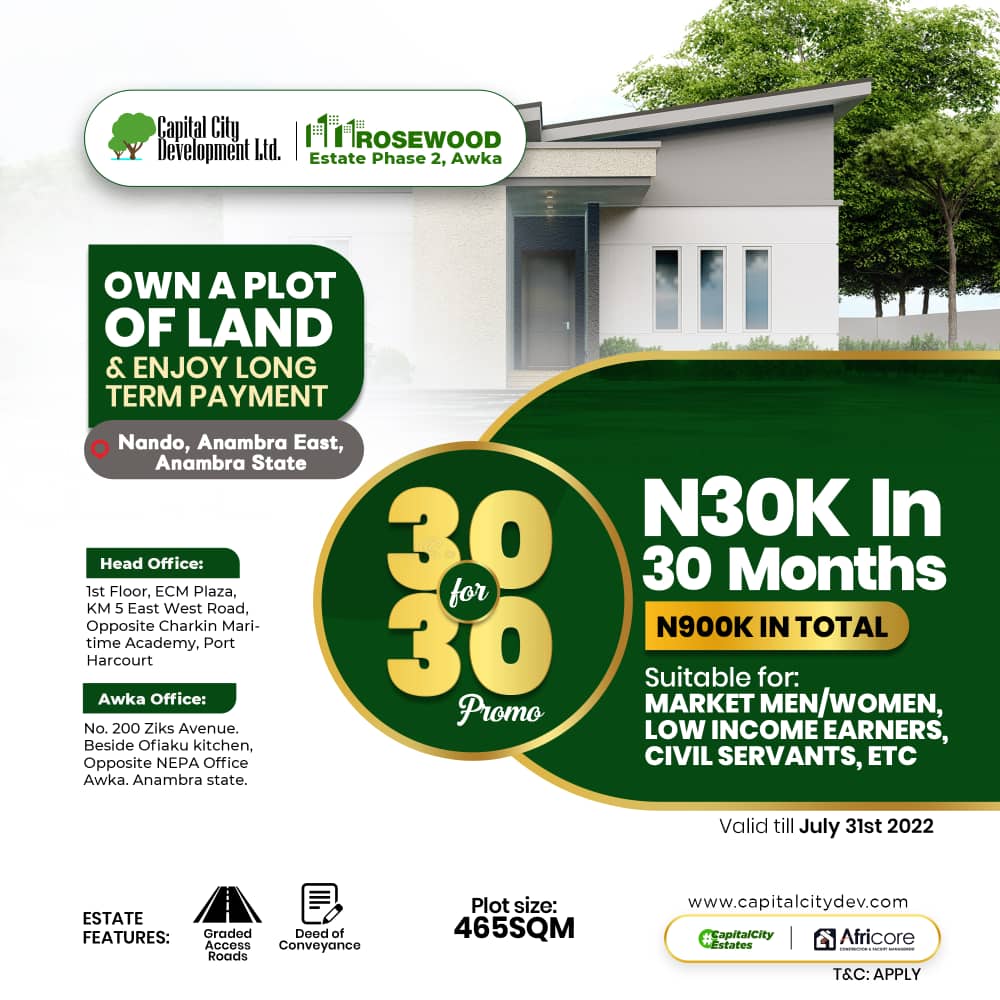 Capital City
Development Ltd.
ROSEWOOD
Estate Phase 2, Awka
OWN A PLOT
OF LAND
& ENJOY LONG
TERM PAYMENT
Nando, Anambra East,
Anambra State
30
for
30
Promo
N30K In
30 Months
N900K IN TOTAL
Suitable for:
MARKET MEN/WOMEN,
LOW INCOME EARNERS,
CIVIL SERVANTS, ETC
Valid till July 31st 2022
Head Office:
1st Floor, ECM Plaza,
KM 5 East West Road,
Opposite Charkin Mari-
time Academy, Port
Harcourt
Awka Office:
No. 200 Ziks Avenue.
Beside Ofiaku kitchen,
Opposite NEPA Office
Awka. Anambra state.
ESTATE
FEATURES:
Graded
Access
Roads
Deed of
Conveyance
Plot size:
465SQM
www.capitalcitydev.com
#CapitalCity
Estates
Africore
CONSTRUCTION & FACILITY MANAGEMENT
T&C: APPLY